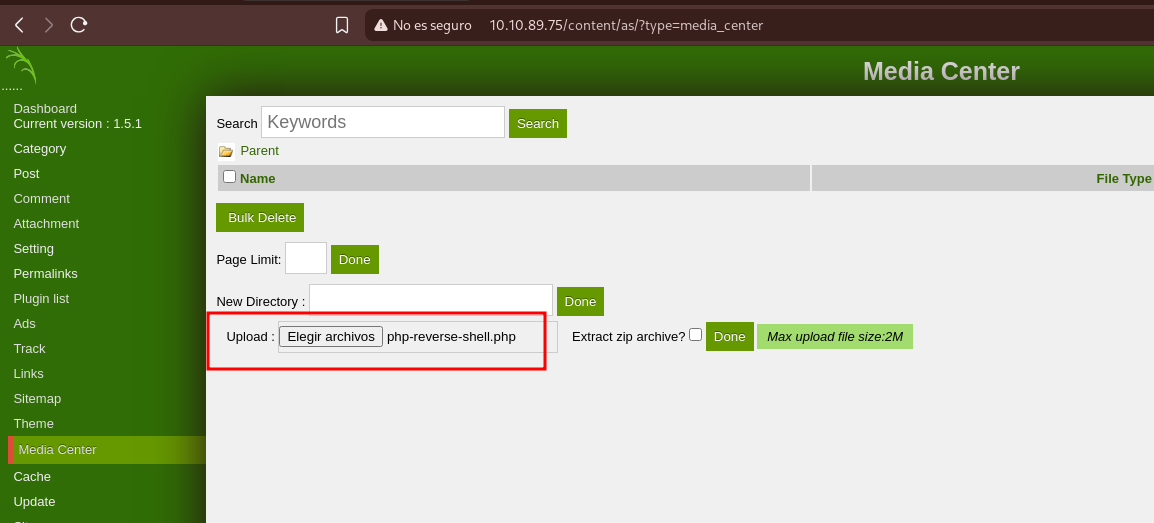 No es seguro 10.10.89.75/content/as/?type=media_center
......
Media Center
Dashboard
Current version : 1.5.1
Category
Post
Comment
Attachment
Setting
Permalinks
Plugin list
Ads
Track
Links
Sitemap
Theme
Media Center
Cache
Update
Search Keywords Search
Parent
Name File Type
Bulk Delete
Page Limit: Done
New Directory : Done
Upload : Elegir archivos php-reverse-shell.php Extract zip archive? Done Max upload file size:2M